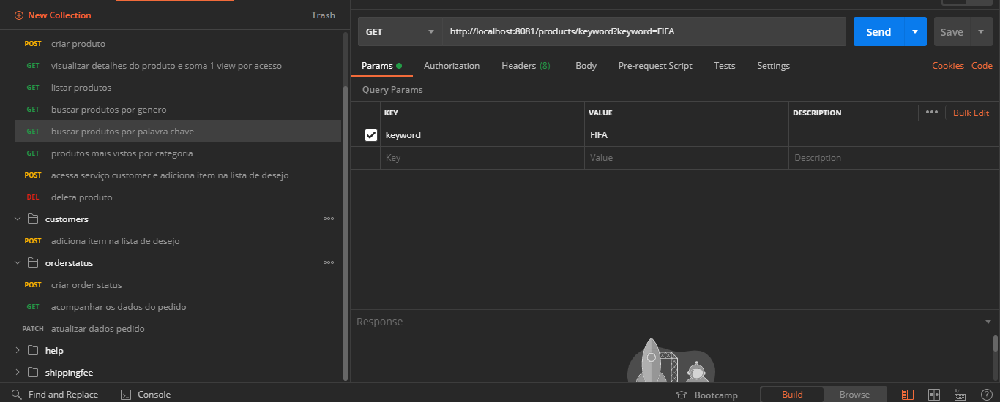 New Collection
Trash
POST criar produto
GET visualizar detalhes do produto e soma 1 view por acesso
GET listar produtos
GET buscar produtos por genero
GET buscar produtos por palavra chave
GET produtos mais vistos por categoria
POST acessa serviço customer e adiciona item na lista de desejo
DEL deleta produto
customers
POST adiciona item na lista de desejo
orderstatus
POST criar order status
GET acompanhar os dados do pedido
PATCH atualizar dados pedido
help
shippingfee
GET http://localhost:8081/products/keyword?keyword=FIFA Send Save
Params Authorization Headers (8) Body Pre-request Script Tests Settings Cookies Code
Query Params
KEY VALUE DESCRIPTION Bulk Edit
keyword FIFA
Key Value Description
Response
Find and Replace Console Bootcamp Build Browse